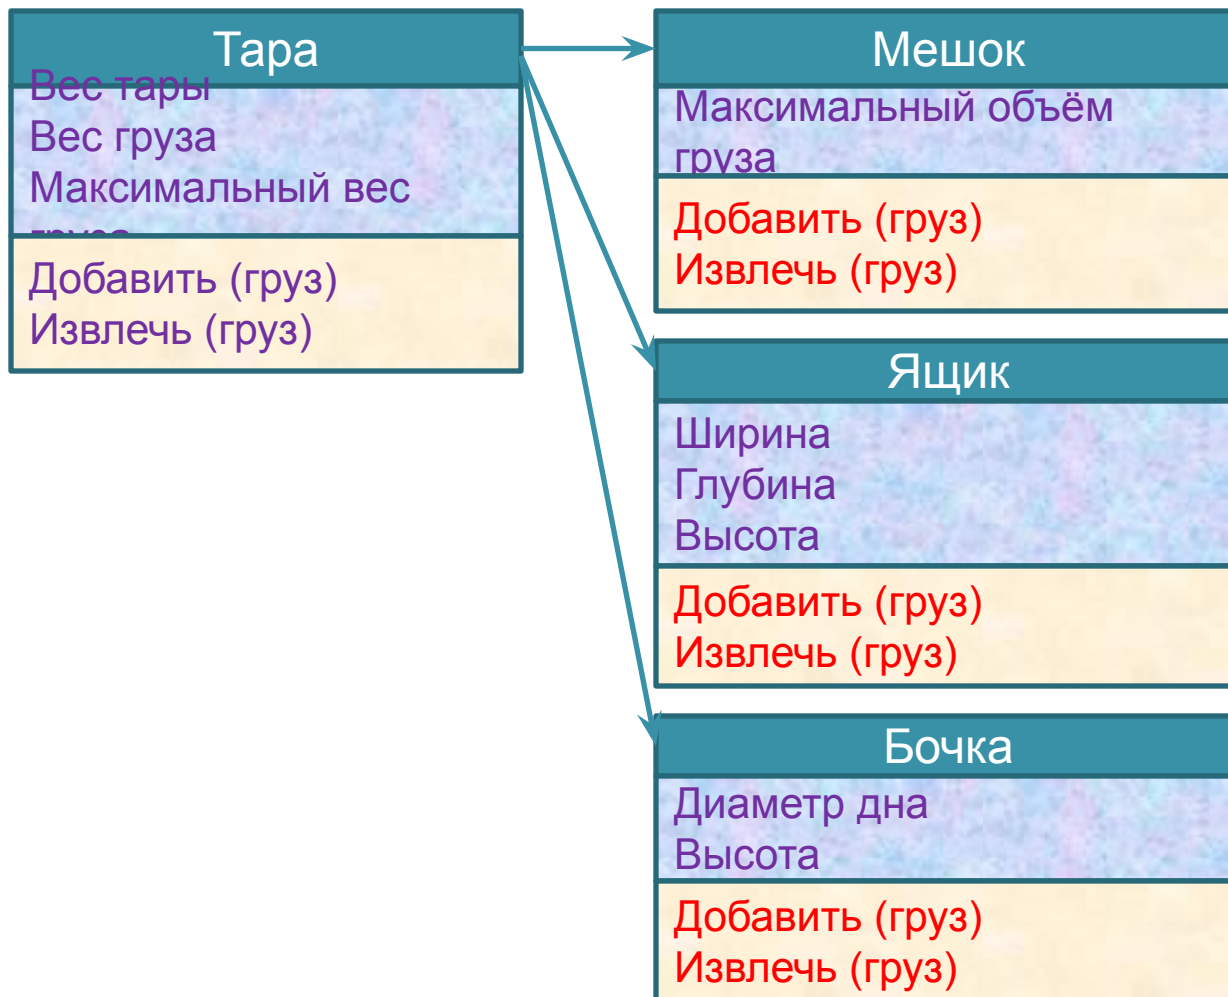 Тара
Вес тары
Вес груза
Максимальный вес
груза
Добавить (груз)
Извлечь (груз)
Мешок
Максимальный объём
груза
Добавить (груз)
Извлечь (груз)
Ящик
Ширина
Глубина
Высота
Добавить (груз)
Извлечь (груз)
Бочка
Диаметр дна
Высота
Добавить (груз)
Извлечь (груз)